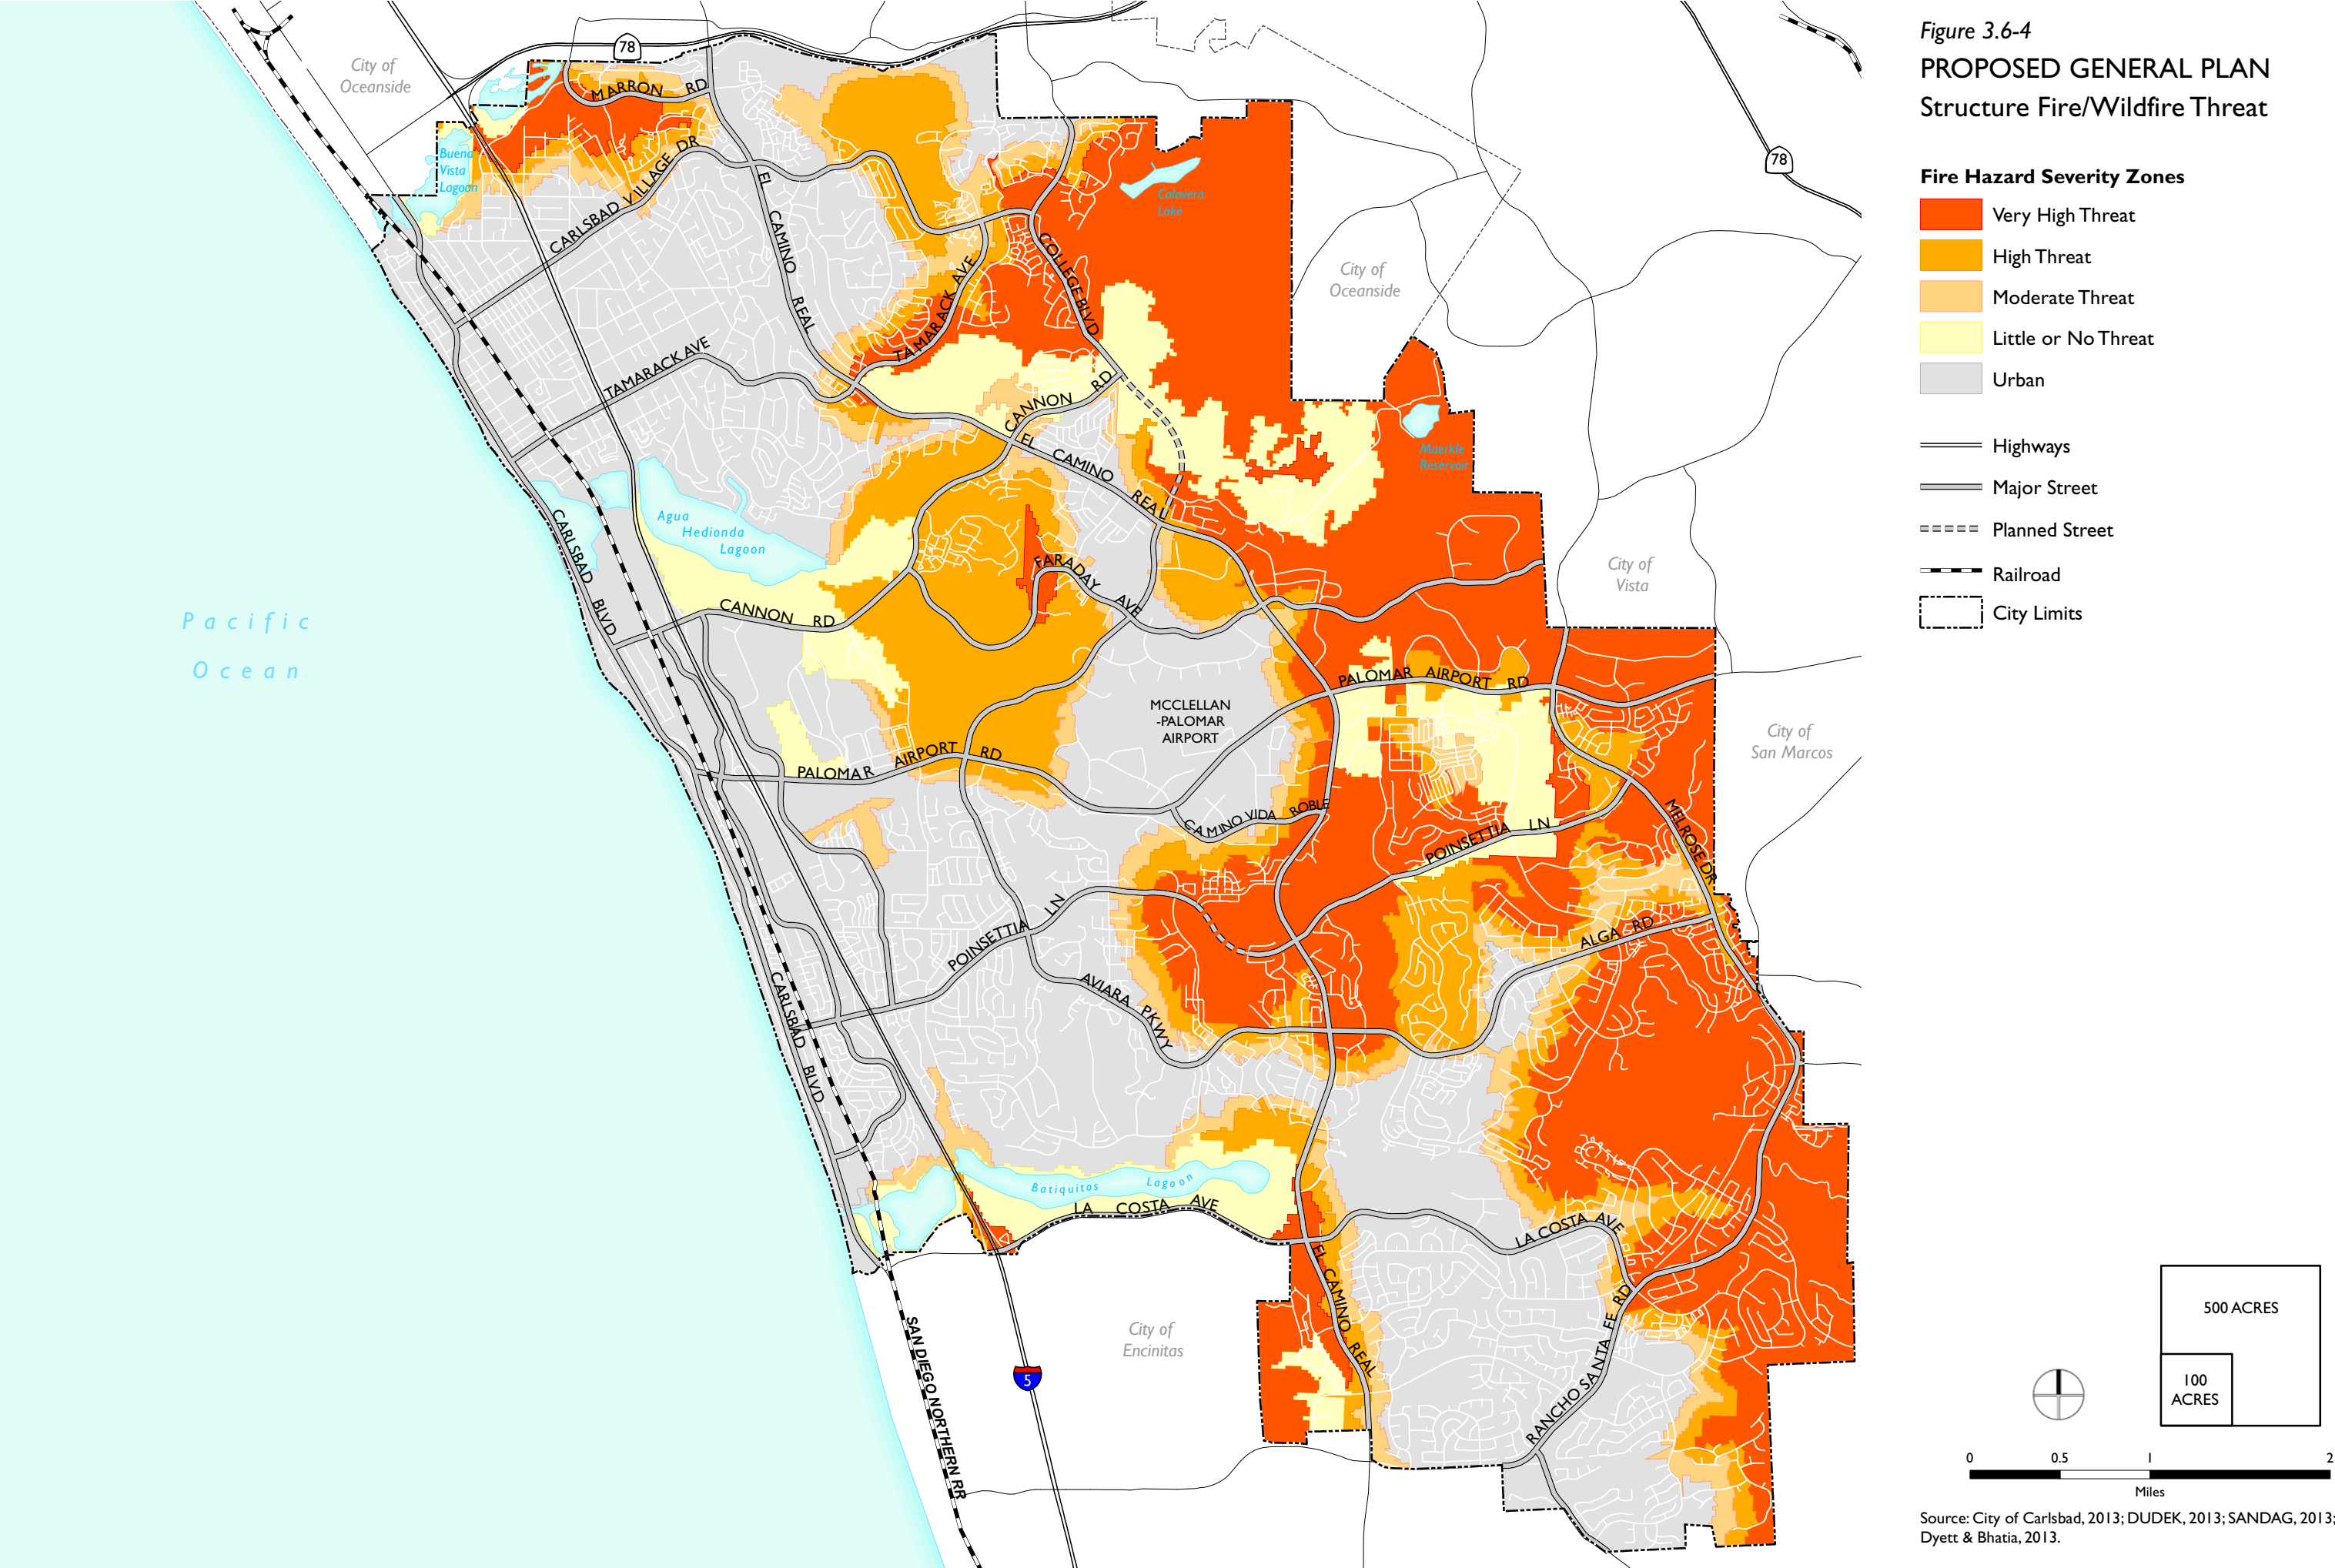 Figure 3.6-4
PROPOSED GENERAL PLAN
Structure Fire/Wildfire Threat
Fire Hazard Severity Zones
Very High Threat
High Threat
Moderate Threat
Little or No Threat
Urban
Highways
Major Street
Planned Street
Railroad
City Limits
78
78
City of
Oceanside
MARRON RD
Buena
Vista
Lagoon
CARLSBAD VILLAGE DR
EL CAMINO REAL
Calavera
Lake
COLLEGE BLVD
TAMARACK AVE
City of
Oceanside
TAMARACK AVE
CANNON RD
EL CAMINO REAL
Maerkle
Reservoir
Agua
Hedionda
Lagoon
CARLSBAD BLVD
FARADAY AVE
CANNON RD
City of
Vista
Pacific
Ocean
PALOMAR AIRPORT RD
MCCLELLAN
-PALOMAR
AIRPORT
City of
San Marcos
PALOMAR AIRPORT RD
CAMINO VIDA ROBLE
POINSETTIA LN
MELROSE DR
POINSETTIA LN
ALGA RD
CARLSBAD BLVD
AVIARA PKWY
Batiquitos Lagoon
LA COSTA AVE
LA COSTA AVE
EL CAMINO REAL
RANCHO SANTA FE RD
City of
Encinitas
5
SAN DIEGO NORTHERN RR
500 ACRES
100
ACRES
0 0.5 1 2
Miles
Source: City of Carlsbad, 2013; DUDEK, 2013; SANDAG, 2013;
Dyett & Bhatia, 2013.